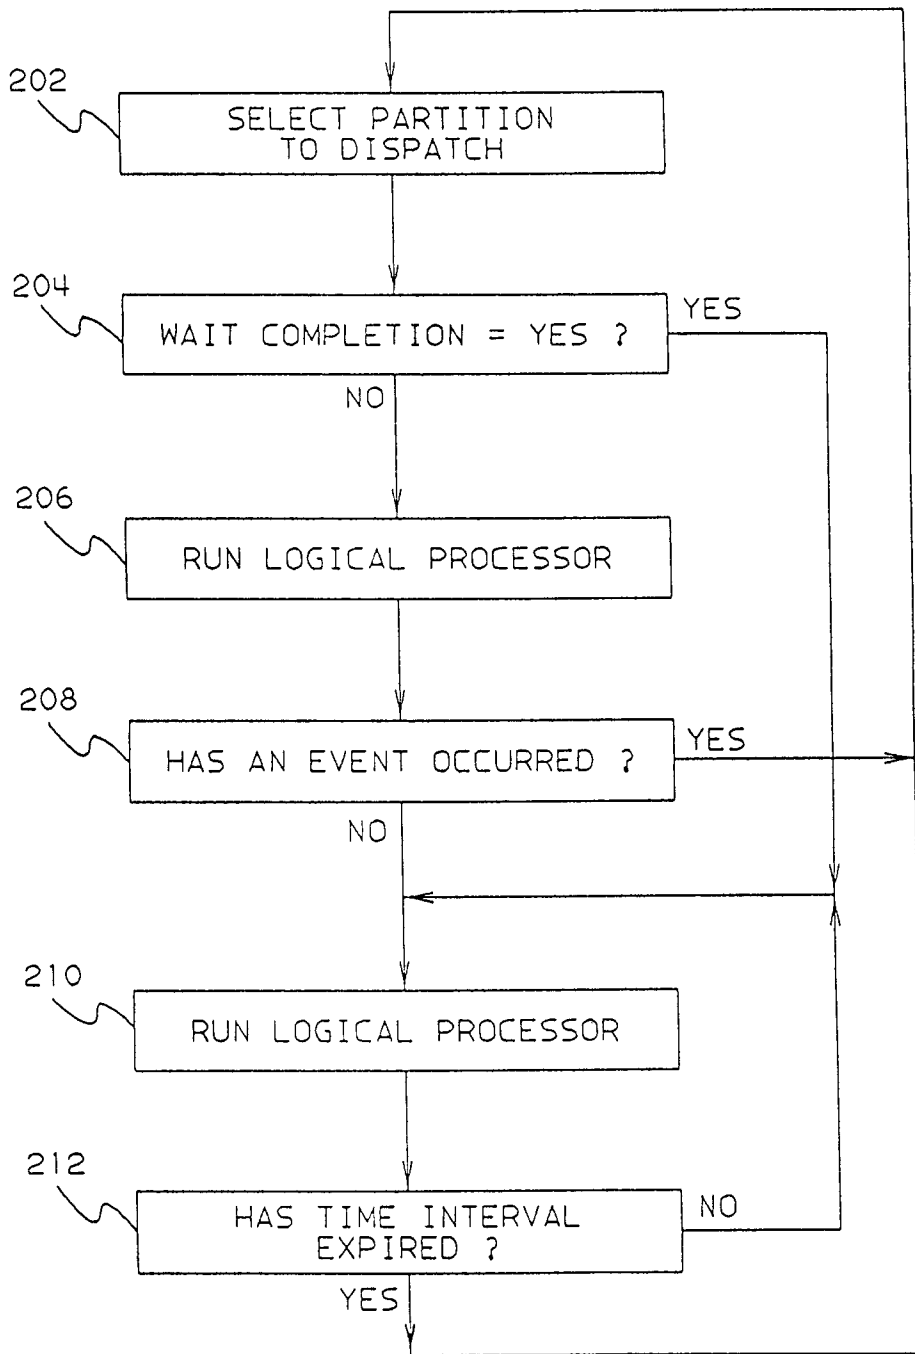 202
SELECT PARTITION
TO DISPATCH
204
WAIT COMPLETION = YES ?
YES
NO
206
RUN LOGICAL PROCESSOR
208
HAS AN EVENT OCCURRED ?
YES
NO
210
RUN LOGICAL PROCESSOR
212
HAS TIME INTERVAL
EXPIRED ?
NO
YES